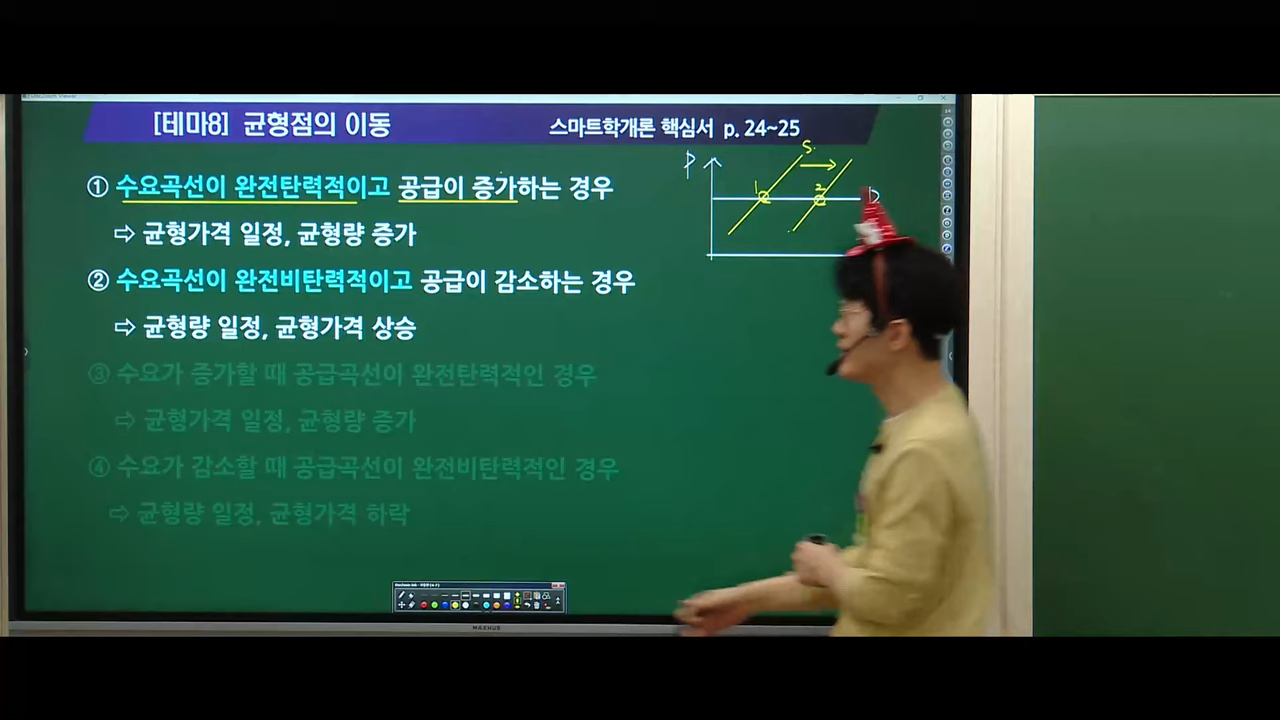 [테마8] 균형점의 이동
스마트학개론 핵심서 p. 24~25
① 수요곡선이 완전탄력적이고 공급이 증가하는 경우
⇨ 균형가격 일정, 균형량 증가
② 수요곡선이 완전비탄력적이고 공급이 감소하는 경우
⇨ 균형량 일정, 균형가격 상승
③ 수요가 증가할 때 공급곡선이 완전탄력적인 경우
⇨ 균형가격 일정, 균형량 증가
④ 수요가 감소할 때 공급곡선이 완전비탄력적인 경우
⇨ 균형량 일정, 균형가격 하락
P
S
1
2
D
MAXHUB